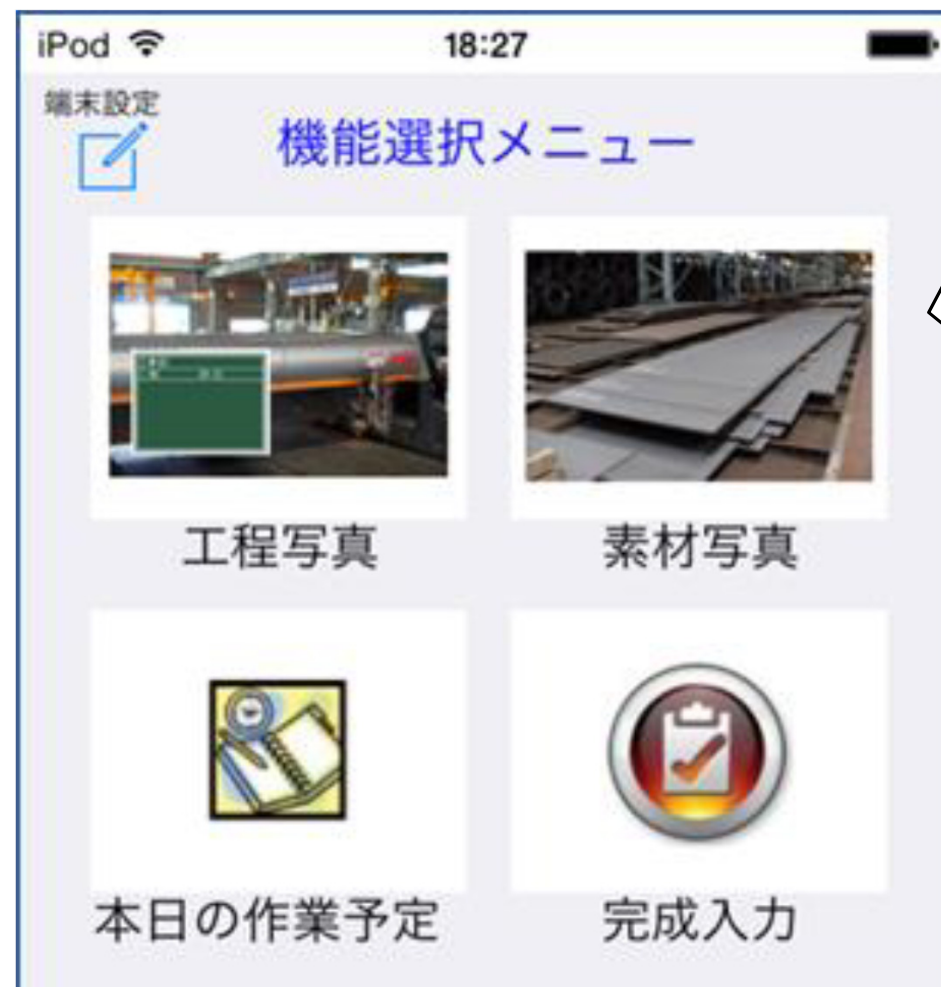 iPod 18:27
端末設定
機能選択メニュー
工程写真
素材写真
本日の作業予定
完成入力